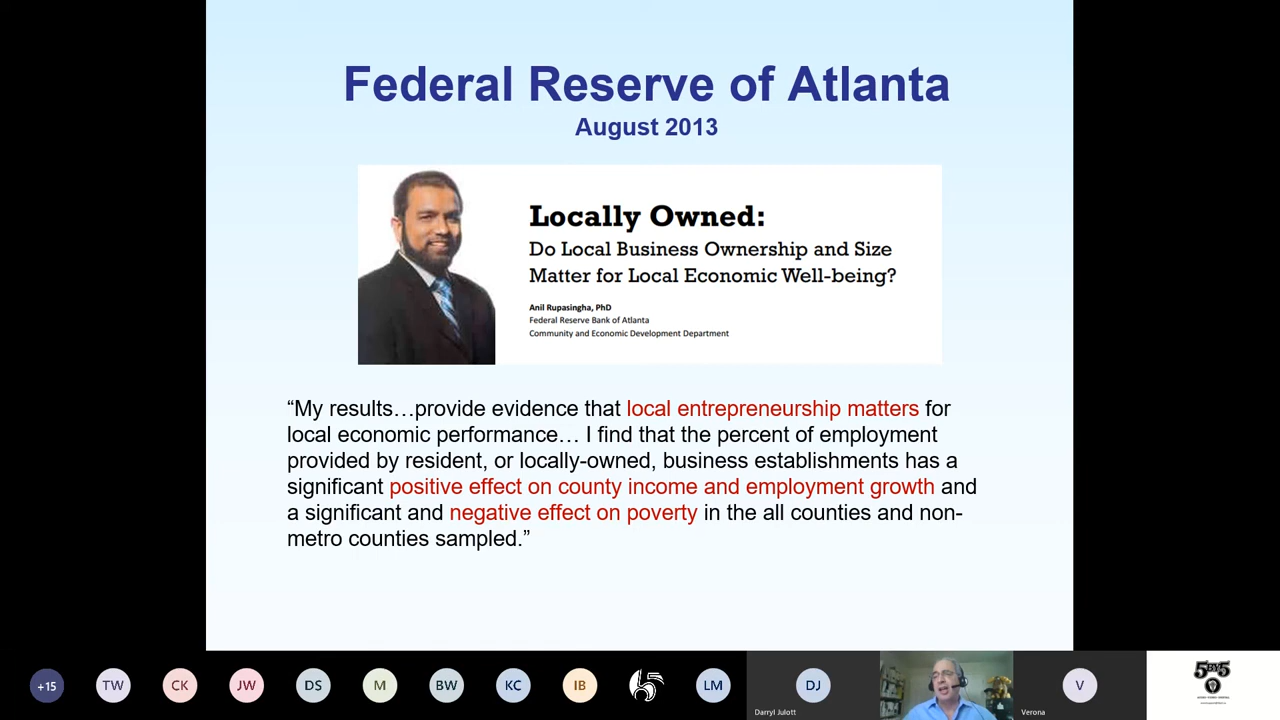 Federal Reserve of Atlanta
August 2013
Locally Owned:
Do Local Business Ownership and Size
Matter for Local Economic Well-being?
Anil Rupasingha, PhD
Federal Reserve Bank of Atlanta
Community and Economic Development Department
“My results…provide evidence that local entrepreneurship matters for
local economic performance… I find that the percent of employment
provided by resident, or locally-owned, business establishments has a
significant positive effect on county income and employment growth and
a significant and negative effect on poverty in the all counties and non-
metro counties sampled.”
+15 TW CK JW DS M BW KC IB LM DJ V
Darryl Julott Verona
5 BY 5